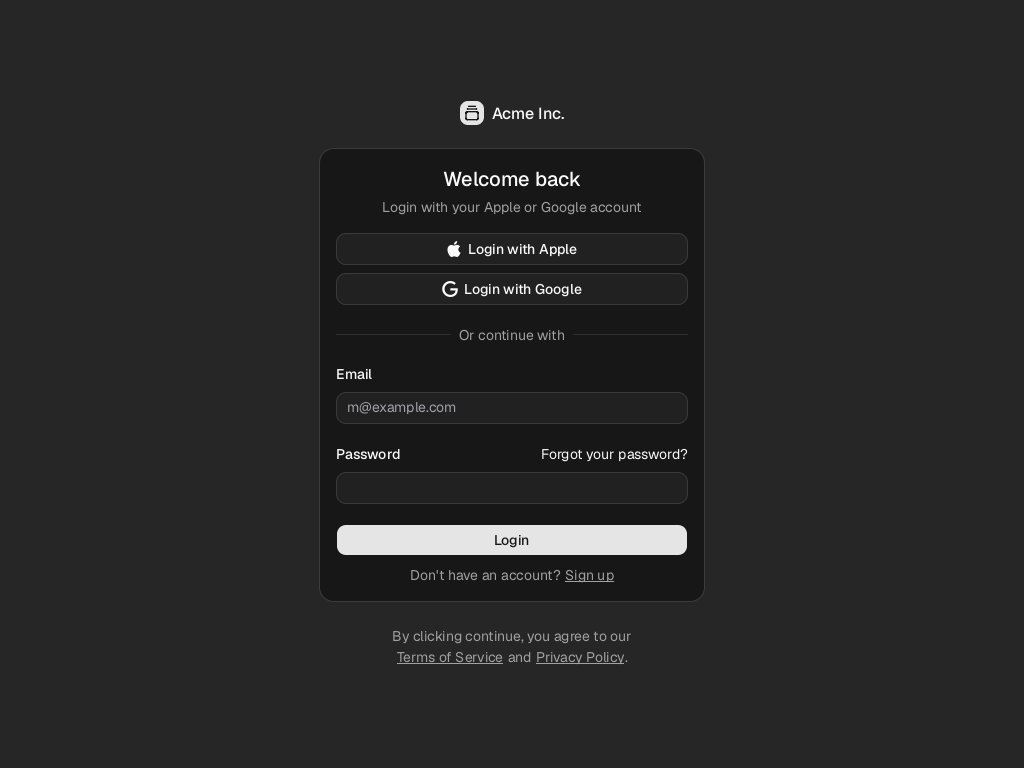 Acme Inc.
Welcome back
Login with your Apple or Google account
Login with Apple
Login with Google
Or continue with
Email
m@example.com
Password
Forgot your password?
Login
Don't have an account? Sign up
By clicking continue, you agree to our
Terms of Service and Privacy Policy.